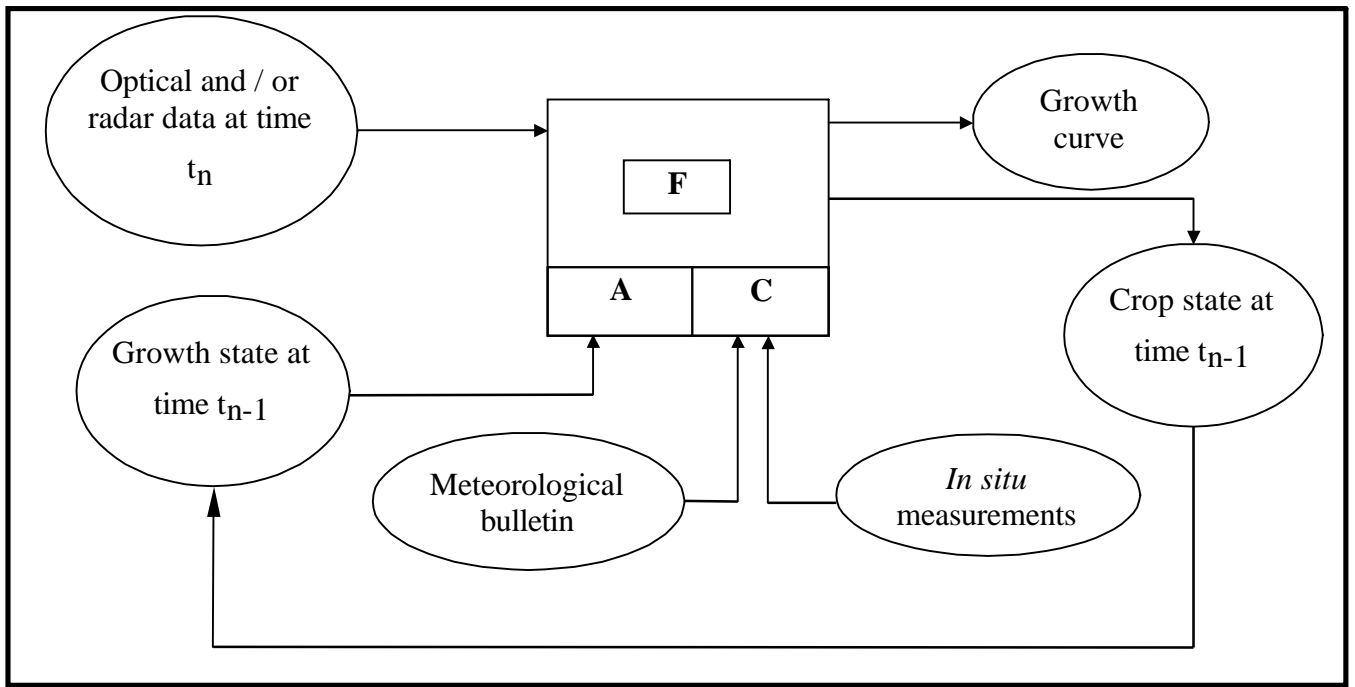 Optical and / or
radar data at time
tn
Growth
curve
F
A
C
Crop state at
time tn-1
Growth state at
time tn-1
Meteorological
bulletin
In situ
measurements